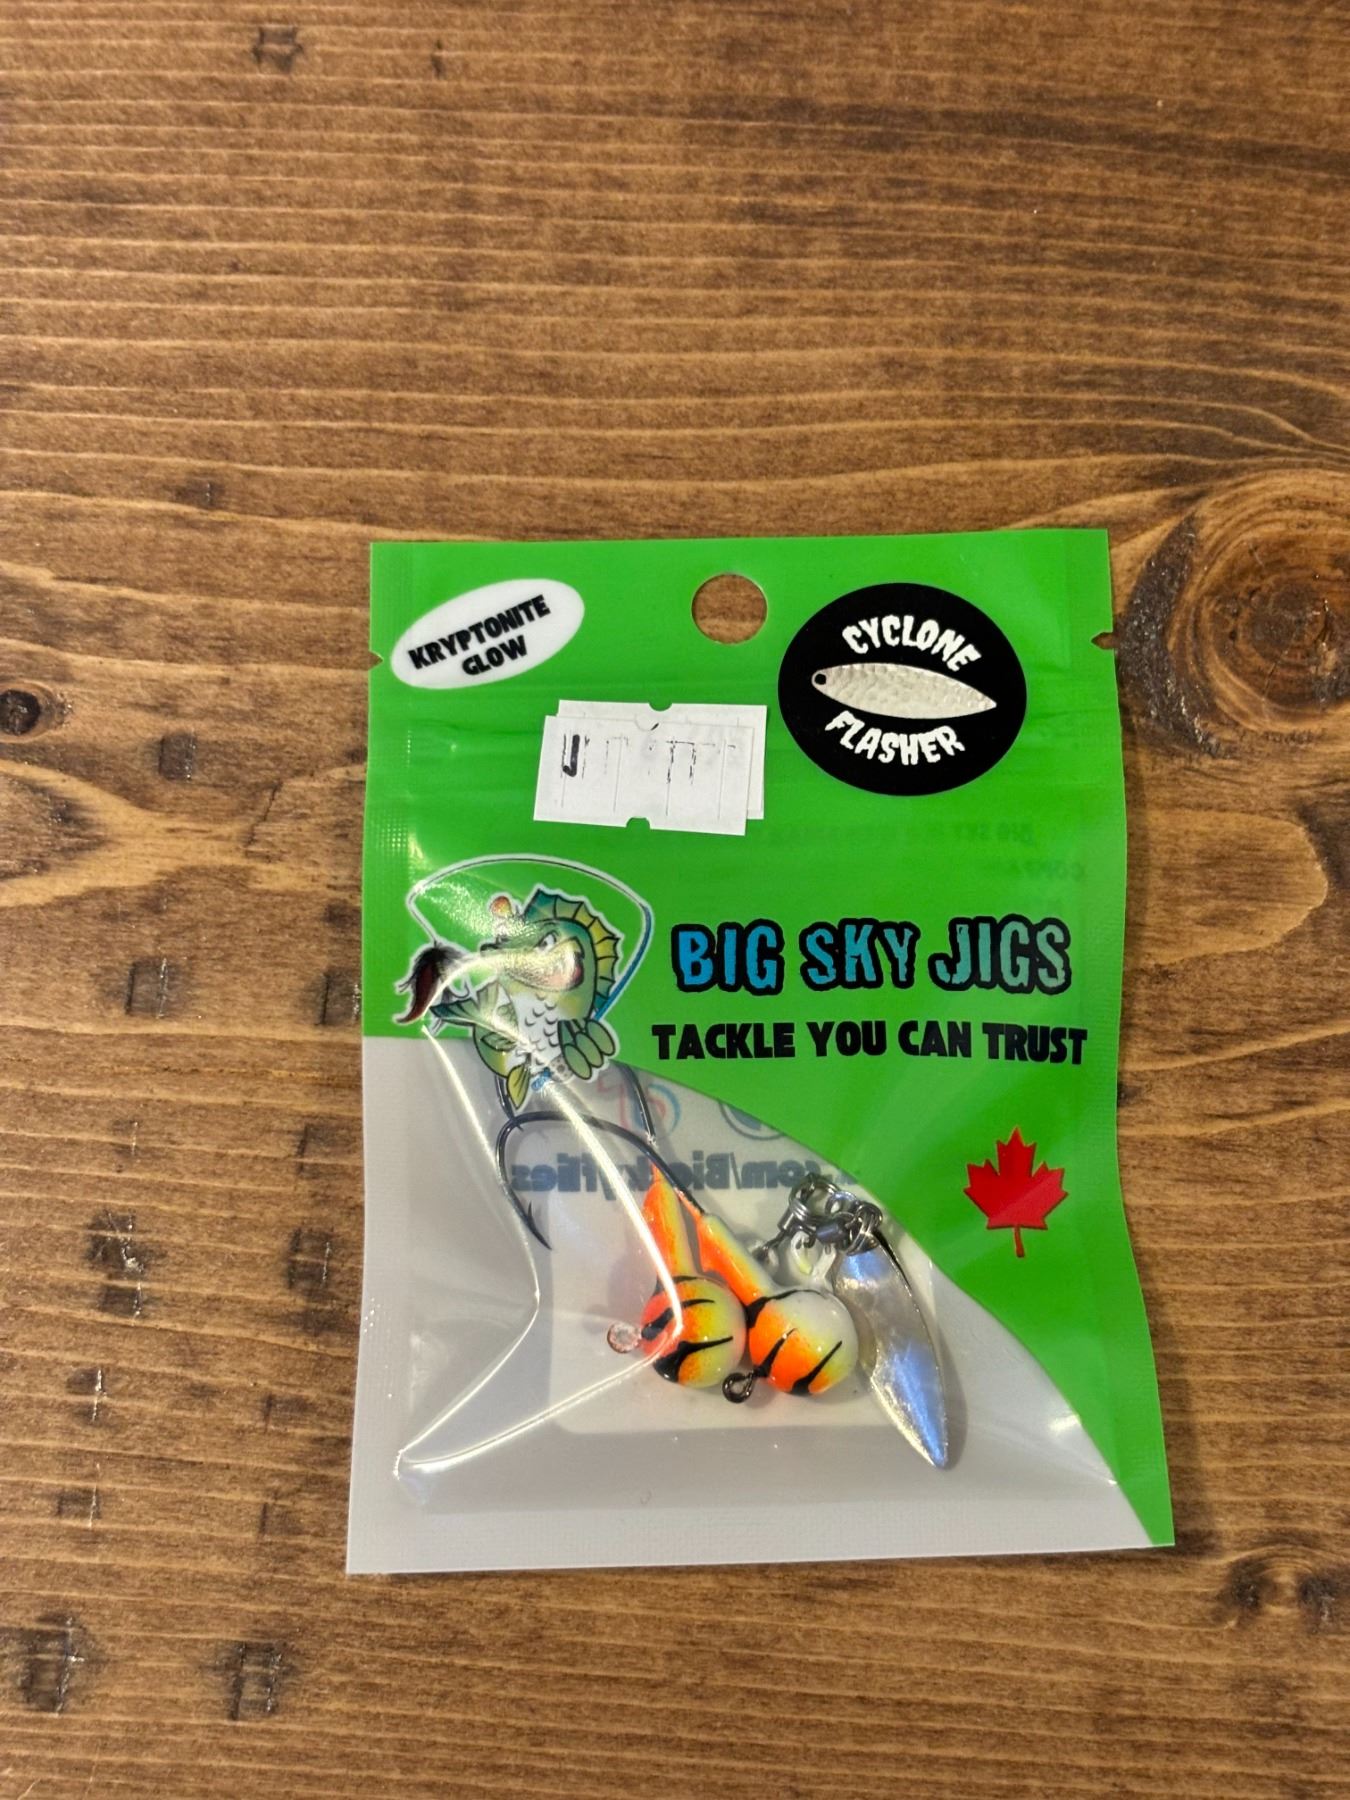 KRYPTONITE
GLOW
CYCLONE
FLASHER
BIG SKY JIGS
TACKLE YOU CAN TRUST